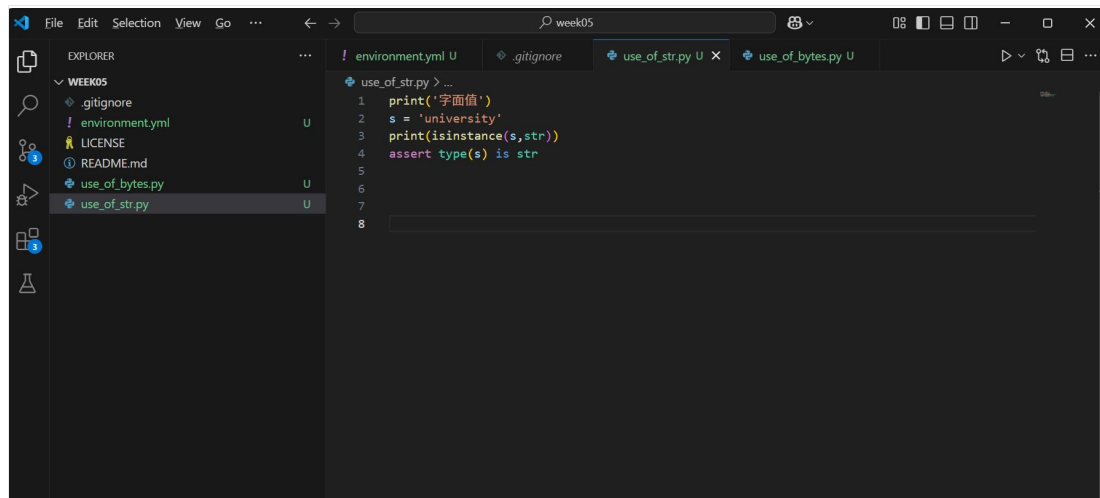 File Edit Selection View Go ··· week05
EXPLORER ···
WEEK05
.gitignore
! environment.yml U
LICENSE
README.md
use_of_bytes.py U
use_of_str.py U
3
3
! environment.yml U .gitignore use_of_str.py U use_of_bytes.py U
use_of_str.py > ...
1 print('字面值')
2 s = 'university'
3 print(isinstance(s,str))
4 assert type(s) is str
5
6
7
8